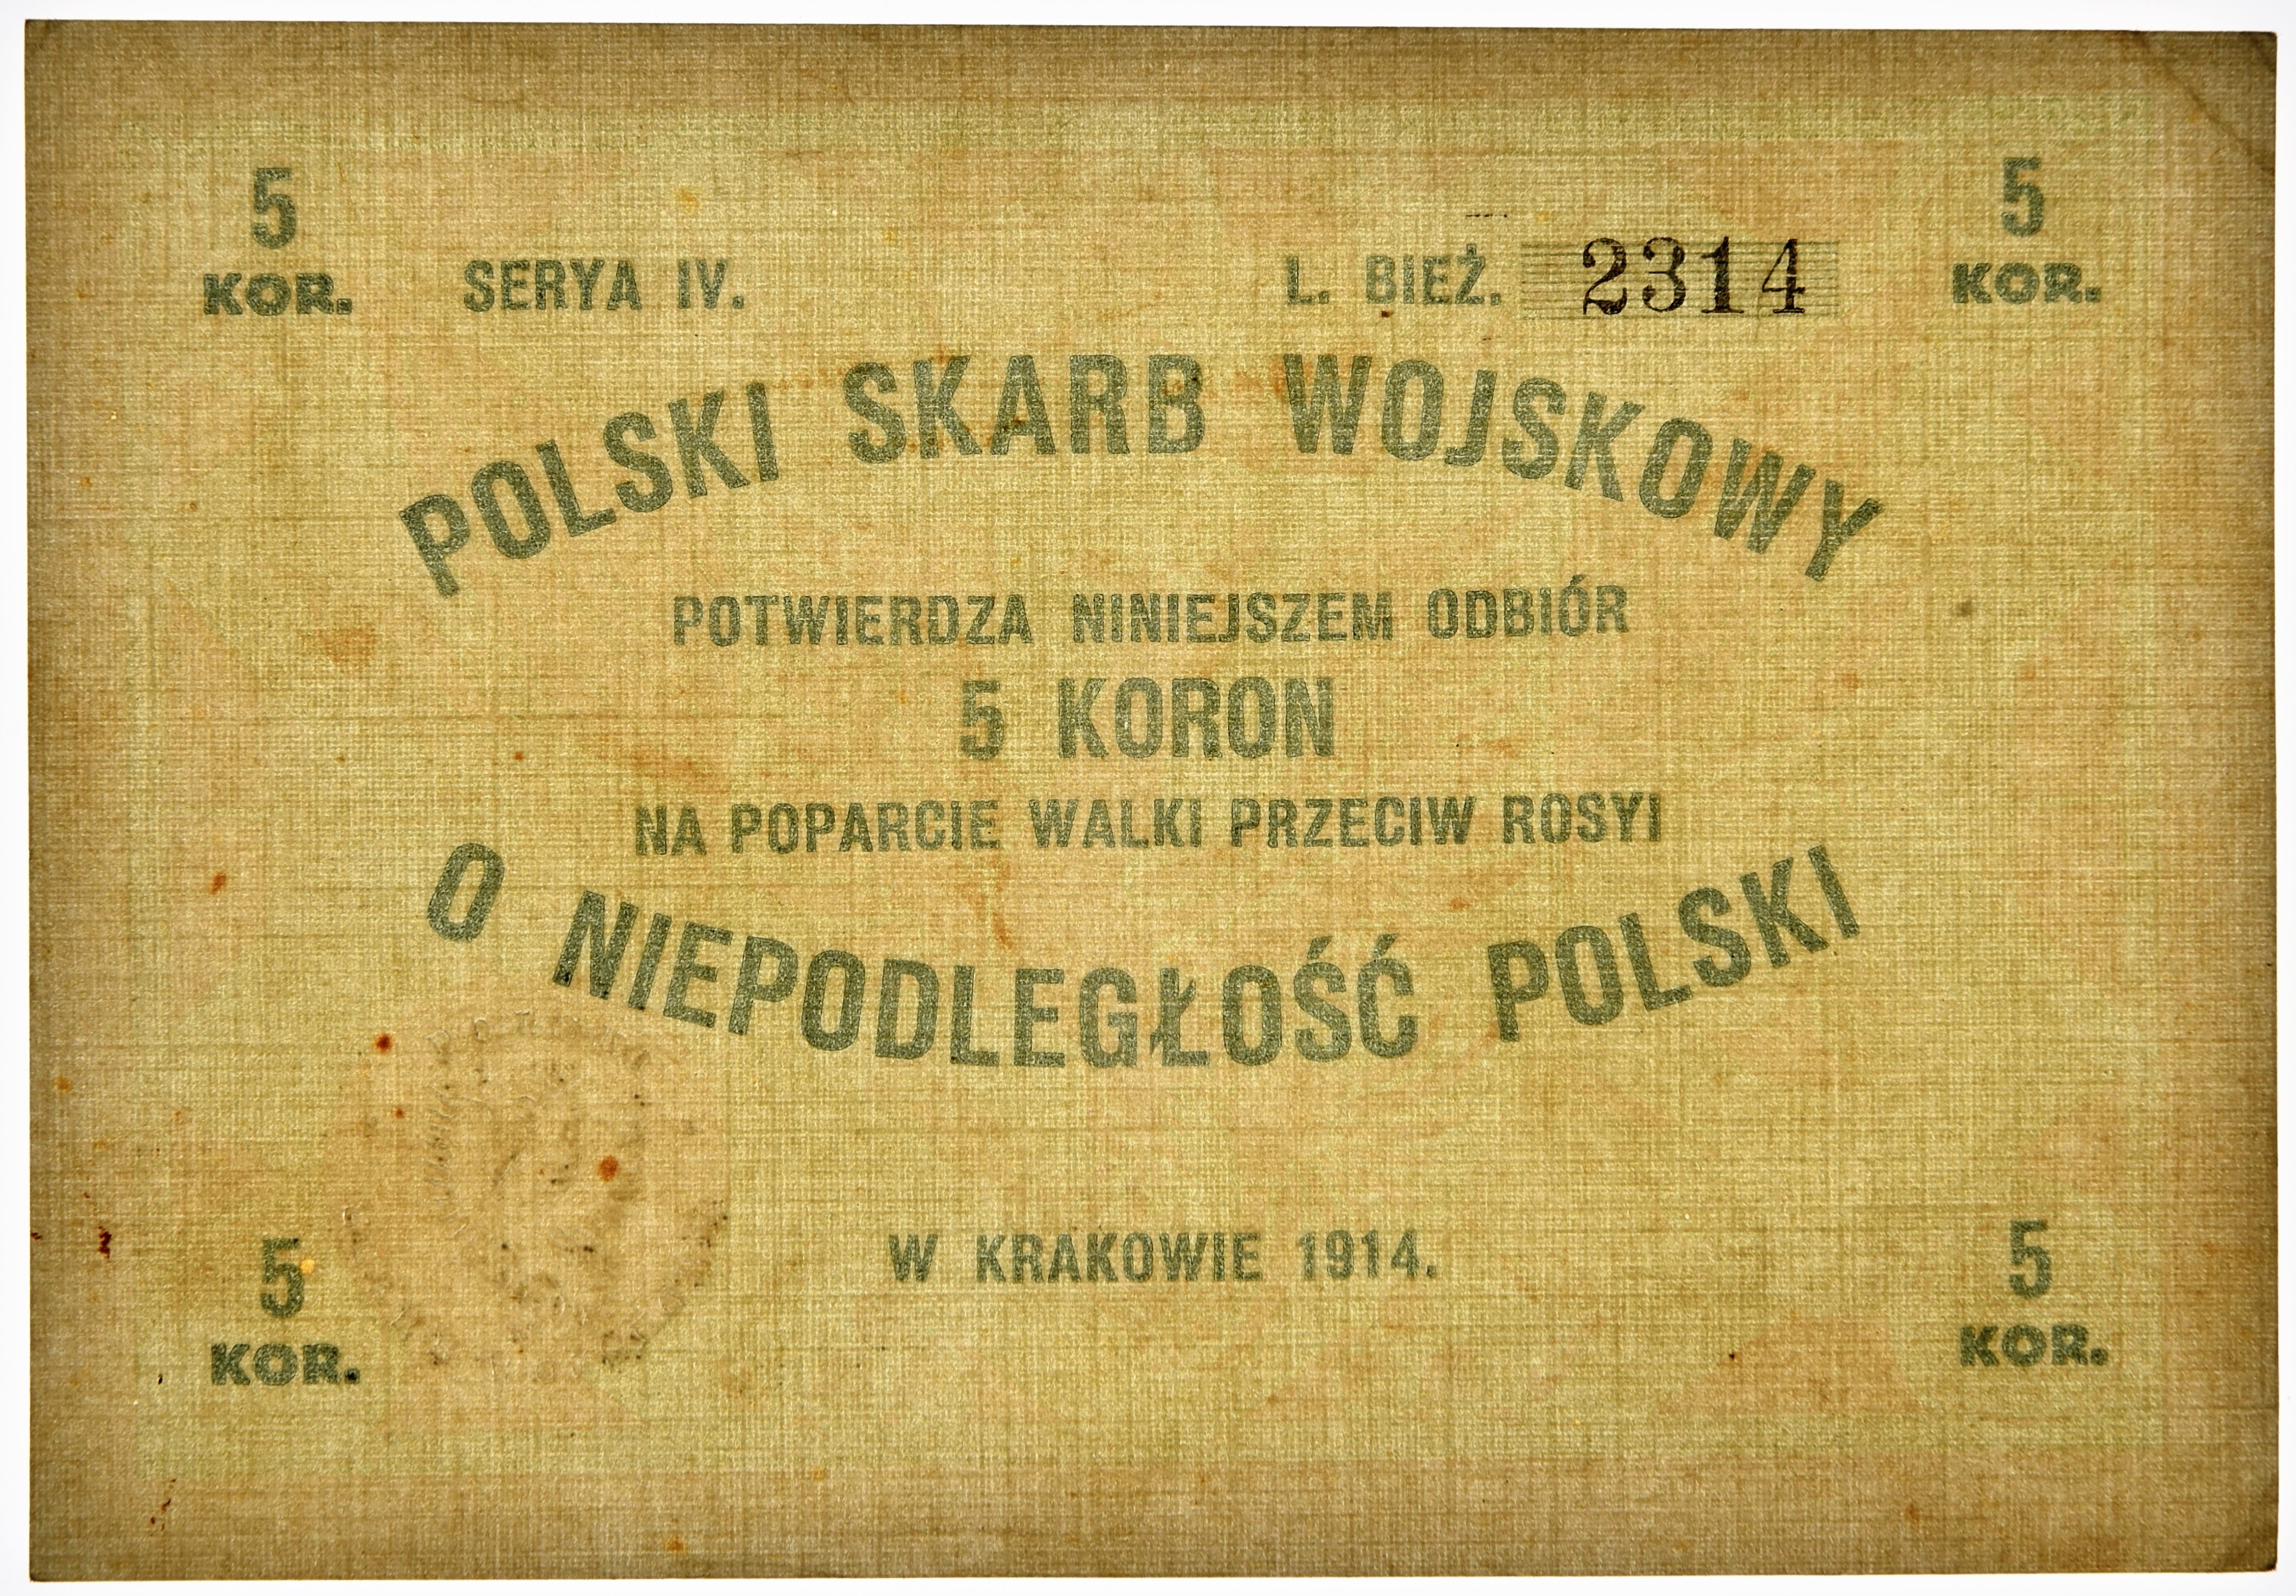 5 5
KOR. SERYA IV. L. BIEŻ. 2314 KOR.
POLSKI SKARB WOJSKOWY
POTWIERDZA NINIEJSZEM ODBIÓR
5 KORON
NA POPARCIE WALKI PRZECIW ROSYI
O NIEPODLEGŁOŚĆ POLSKI
W KRAKOWIE 1914.
5 5
KOR. KOR.